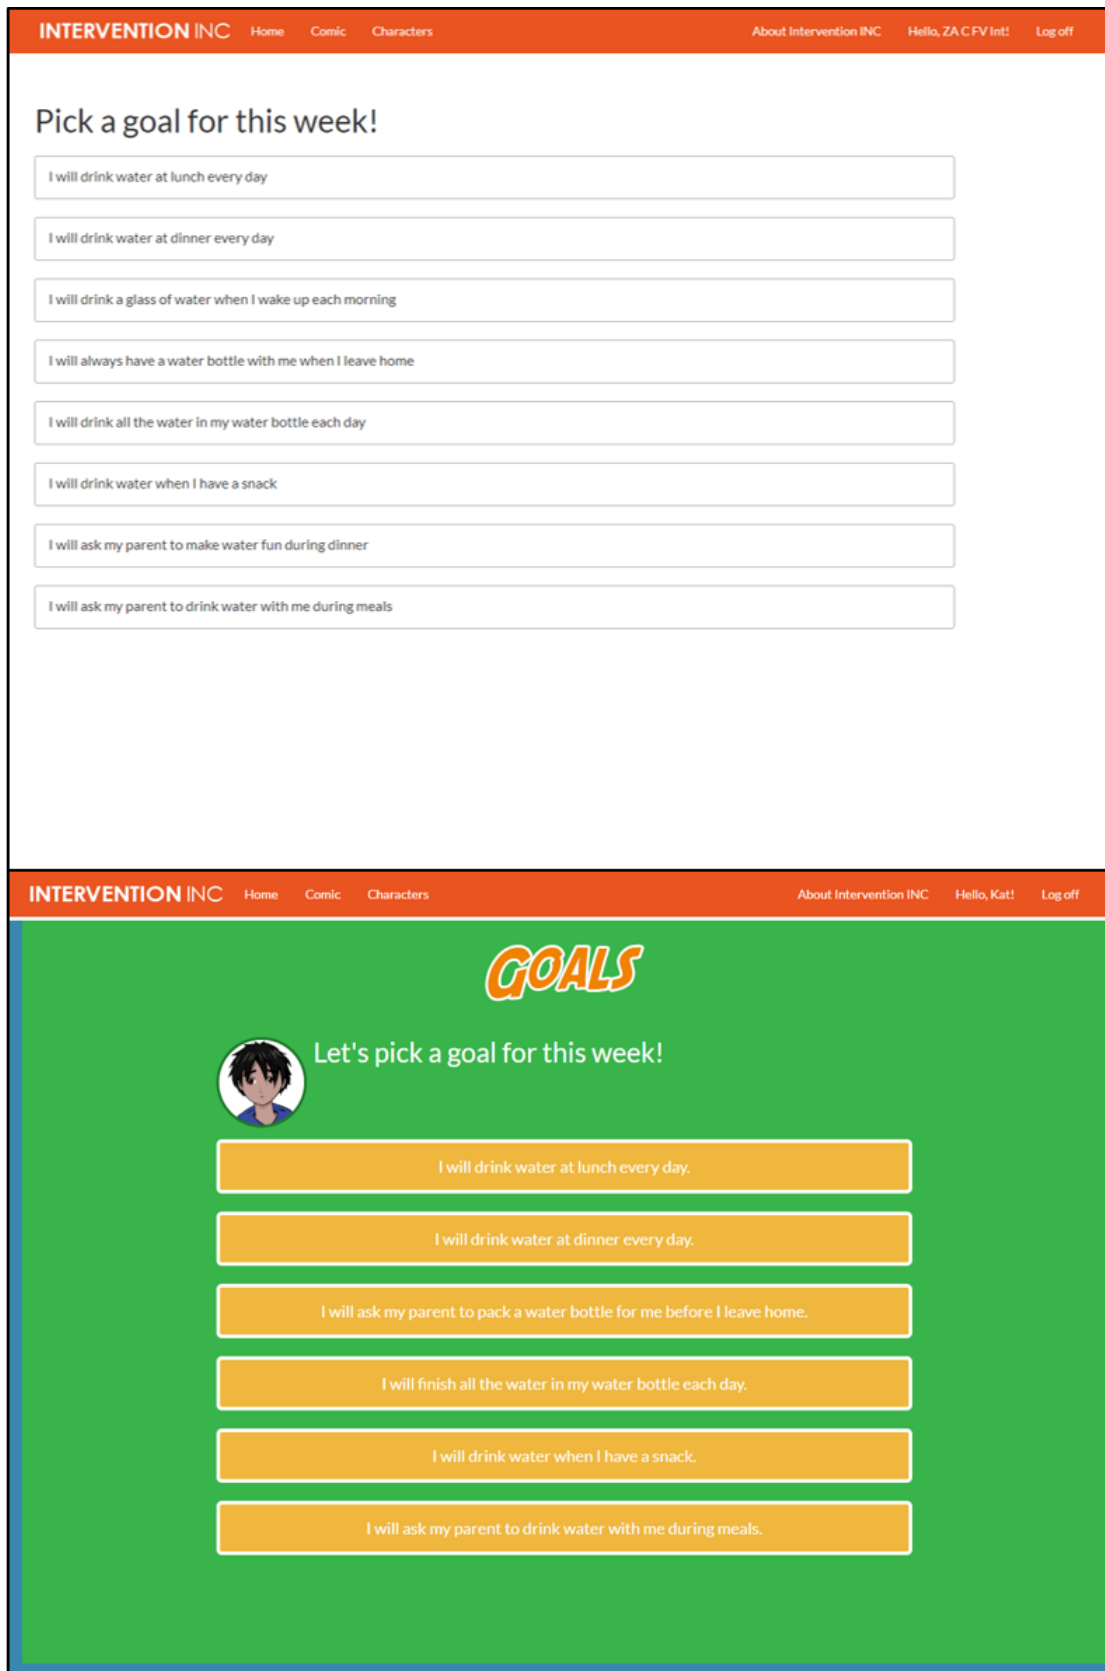 INTERVENTION INC Home Comic Characters About Intervention INC Hello, ZA C FV Int! Log off
Pick a goal for this week!
I will drink water at lunch every day
I will drink water at dinner every day
I will drink a glass of water when I wake up each morning
I will always have a water bottle with me when I leave home
I will drink all the water in my water bottle each day
I will drink water when I have a snack
I will ask my parent to make water fun during dinner
I will ask my parent to drink water with me during meals
INTERVENTION INC Home Comic Characters About Intervention INC Hello, Kat! Log off
GOALS
Let's pick a goal for this week!
I will drink water at lunch every day.
I will drink water at dinner every day.
I will ask my parent to pack a water bottle for me before I leave home.
I will finish all the water in my water bottle each day.
I will drink water when I have a snack.
I will ask my parent to drink water with me during meals.